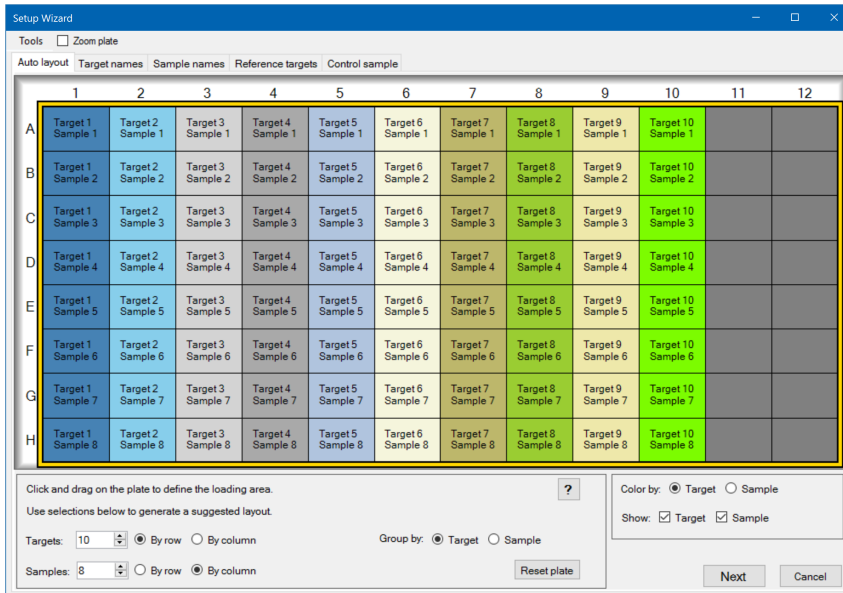 Setup Wizard
Tools Zoom plate
Auto layout Target names Sample names Reference targets Control sample
1 2 3 4 5 6 7 8 9 10 11 12
A
Target 1 Target 2 Target 3 Target 4 Target 5 Target 6 Target 7 Target 8 Target 9 Target 10
Sample 1 Sample 1 Sample 1 Sample 1 Sample 1 Sample 1 Sample 1 Sample 1 Sample 1 Sample 1
B
Target 1 Target 2 Target 3 Target 4 Target 5 Target 6 Target 7 Target 8 Target 9 Target 10
Sample 2 Sample 2 Sample 2 Sample 2 Sample 2 Sample 2 Sample 2 Sample 2 Sample 2 Sample 2
C
Target 1 Target 2 Target 3 Target 4 Target 5 Target 6 Target 7 Target 8 Target 9 Target 10
Sample 3 Sample 3 Sample 3 Sample 3 Sample 3 Sample 3 Sample 3 Sample 3 Sample 3 Sample 3
D
Target 1 Target 2 Target 3 Target 4 Target 5 Target 6 Target 7 Target 8 Target 9 Target 10
Sample 4 Sample 4 Sample 4 Sample 4 Sample 4 Sample 4 Sample 4 Sample 4 Sample 4 Sample 4
E
Target 1 Target 2 Target 3 Target 4 Target 5 Target 6 Target 7 Target 8 Target 9 Target 10
Sample 5 Sample 5 Sample 5 Sample 5 Sample 5 Sample 5 Sample 5 Sample 5 Sample 5 Sample 5
F
Target 1 Target 2 Target 3 Target 4 Target 5 Target 6 Target 7 Target 8 Target 9 Target 10
Sample 6 Sample 6 Sample 6 Sample 6 Sample 6 Sample 6 Sample 6 Sample 6 Sample 6 Sample 6
G
Target 1 Target 2 Target 3 Target 4 Target 5 Target 6 Target 7 Target 8 Target 9 Target 10
Sample 7 Sample 7 Sample 7 Sample 7 Sample 7 Sample 7 Sample 7 Sample 7 Sample 7 Sample 7
H
Target 1 Target 2 Target 3 Target 4 Target 5 Target 6 Target 7 Target 8 Target 9 Target 10
Sample 8 Sample 8 Sample 8 Sample 8 Sample 8 Sample 8 Sample 8 Sample 8 Sample 8 Sample 8
Click and drag on the plate to define the loading area. ?
Use selections below to generate a suggested layout.
Targets: 10 By row By column Group by: Target Sample
Samples: 8 By row By column Reset plate
Color by: Target Sample
Show: Target Sample
Next Cancel